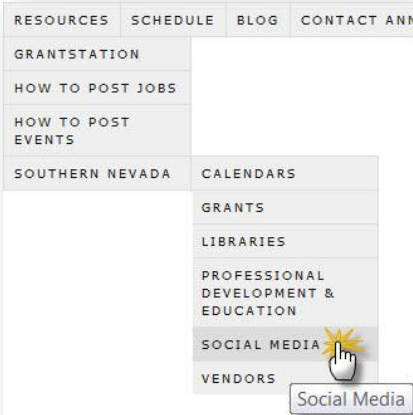 RESOURCES SCHEDULE BLOG CONTACT
GRANTSTATION
HOW TO POST JOBS
HOW TO POST
EVENTS
SOUTHERN NEVADA
CALENDARS
GRANTS
LIBRARIES
PROFESSIONAL
DEVELOPMENT &
EDUCATION
SOCIAL MEDIA
VENDORS
Social Media